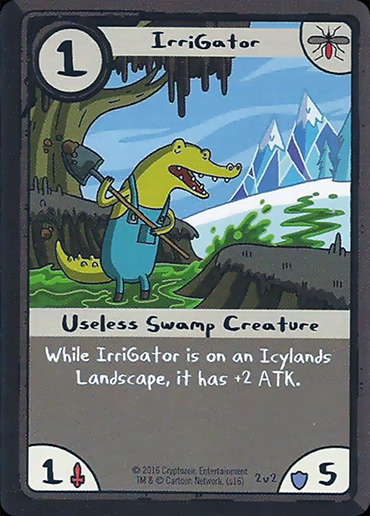 1
IrriGator
Useless Swamp Creature
While IrriGator is on an Icylands
Landscape, it has +2 ATK.
1
© 2016 Cryptozoic Entertainment
TM & © Cartoon Network. (s16)
2v2
5